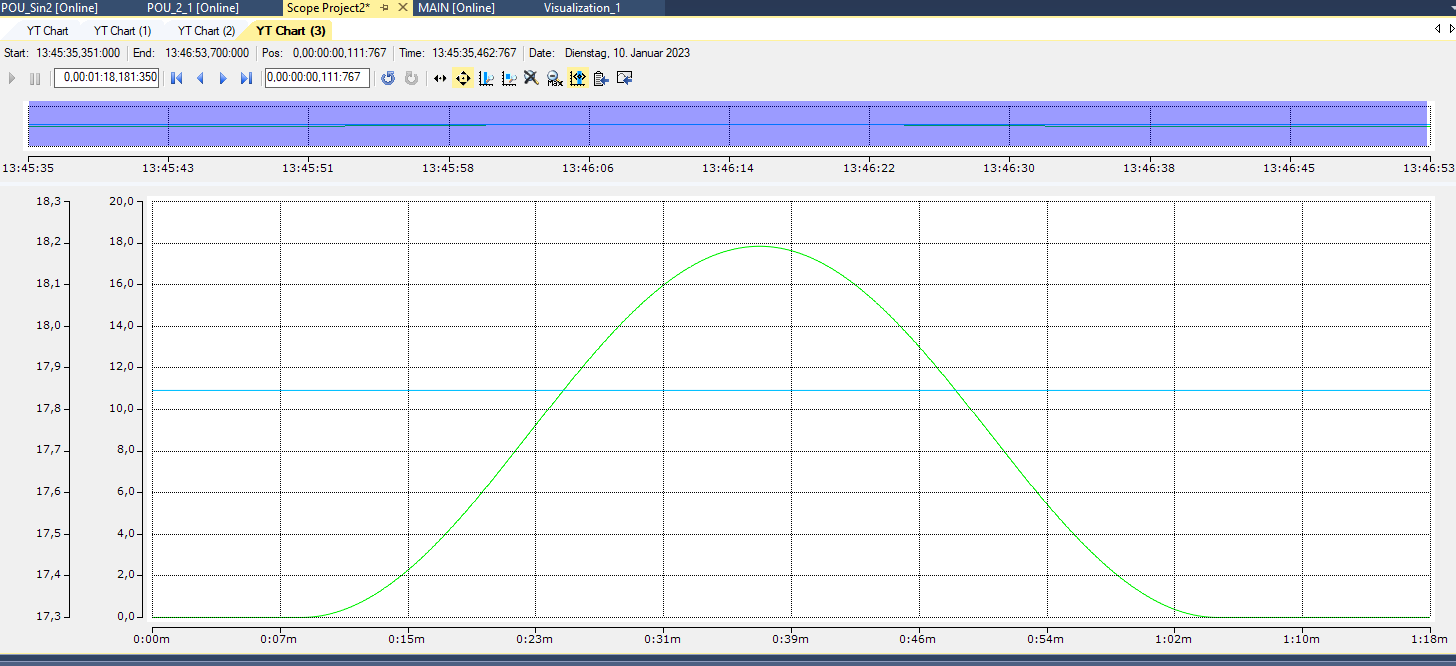 POU_Sin2 [Online] POU_2_1 [Online] Scope Project2* MAIN [Online] Visualization_1
YT Chart YT Chart (1) YT Chart (2) YT Chart (3)
Start: 13:45:35,351:000 End: 13:46:53,700:000 Pos: 0,00:00:00,111:767 Time: 13:45:35,462:767 Date: Dienstag, 10. Januar 2023
0,00:01:18,181:350 0,00:00:00,111:767 Max
13:45:35 13:45:43 13:45:51 13:45:58 13:46:06 13:46:14 13:46:22 13:46:30 13:46:38 13:46:45 13:46:53
18,3 20,0
18,2 18,0
18,1 16,0
18,0 14,0
17,9 12,0
17,8 10,0
17,7 8,0
17,6 6,0
17,5 4,0
17,4 2,0
17,3 0,0
0:00m 0:07m 0:15m 0:23m 0:31m 0:39m 0:46m 0:54m 1:02m 1:10m 1:18m